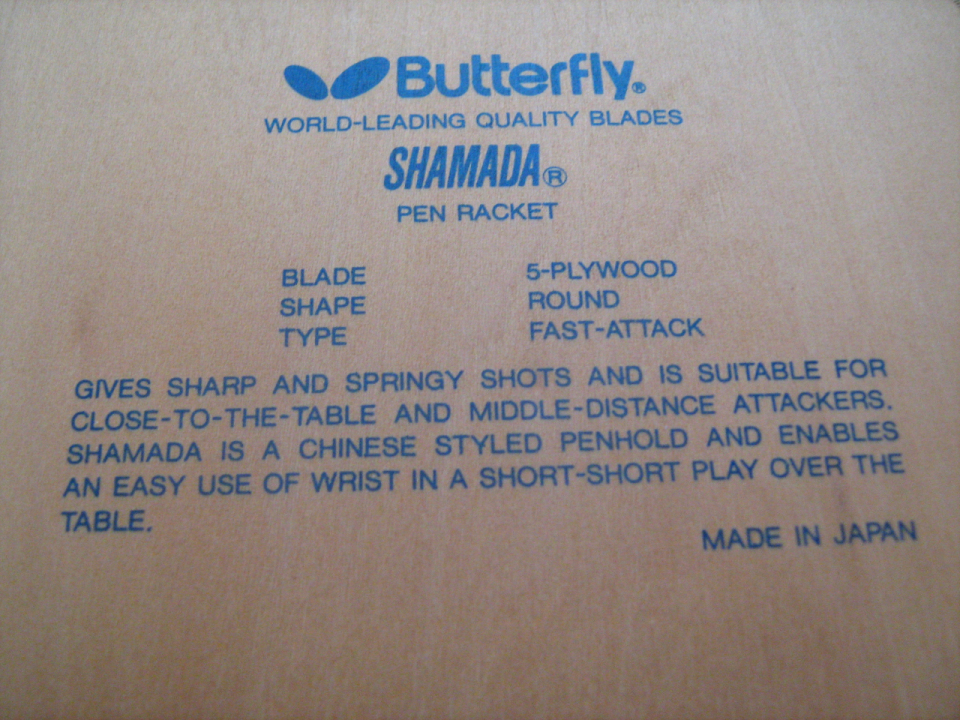 Butterfly®
WORLD-LEADING QUALITY BLADES
SHAMADA®
PEN RACKET
BLADE 5-PLYWOOD
SHAPE ROUND
TYPE FAST-ATTACK
GIVES SHARP AND SPRINGY SHOTS AND IS SUITABLE FOR
CLOSE-TO-THE-TABLE AND MIDDLE-DISTANCE ATTACKERS.
SHAMADA IS A CHINESE STYLED PENHOLD AND ENABLES
AN EASY USE OF WRIST IN A SHORT-SHORT PLAY OVER THE
TABLE.
MADE IN JAPAN